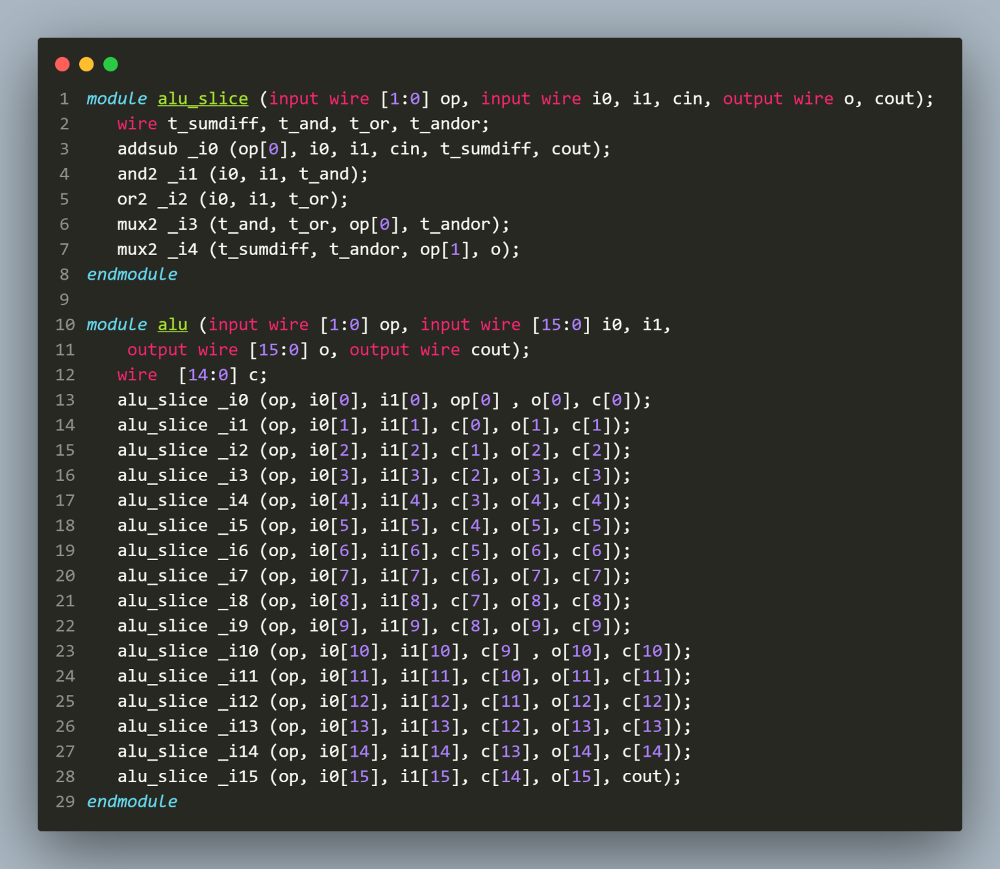 1 module alu_slice (input wire [1:0] op, input wire i0, i1, cin, output wire o, cout);
2    wire t_sumdiff, t_and, t_or, t_andor;
3    addsub _i0 (op[0], i0, i1, cin, t_sumdiff, cout);
4    and2 _i1 (i0, i1, t_and);
5    or2 _i2 (i0, i1, t_or);
6    mux2 _i3 (t_and, t_or, op[0], t_andor);
7    mux2 _i4 (t_sumdiff, t_andor, op[1], o);
8 endmodule
9
10 module alu (input wire [1:0] op, input wire [15:0] i0, i1,
11     output wire [15:0] o, output wire cout);
12    wire  [14:0] c;
13    alu_slice _i0 (op, i0[0], i1[0], op[0] , o[0], c[0]);
14    alu_slice _i1 (op, i0[1], i1[1], c[0], o[1], c[1]);
15    alu_slice _i2 (op, i0[2], i1[2], c[1], o[2], c[2]);
16    alu_slice _i3 (op, i0[3], i1[3], c[2], o[3], c[3]);
17    alu_slice _i4 (op, i0[4], i1[4], c[3], o[4], c[4]);
18    alu_slice _i5 (op, i0[5], i1[5], c[4], o[5], c[5]);
19    alu_slice _i6 (op, i0[6], i1[6], c[5], o[6], c[6]);
20    alu_slice _i7 (op, i0[7], i1[7], c[6], o[7], c[7]);
21    alu_slice _i8 (op, i0[8], i1[8], c[7], o[8], c[8]);
22    alu_slice _i9 (op, i0[9], i1[9], c[8], o[9], c[9]);
23    alu_slice _i10 (op, i0[10], i1[10], c[9] , o[10], c[10]);
24    alu_slice _i11 (op, i0[11], i1[11], c[10], o[11], c[11]);
25    alu_slice _i12 (op, i0[12], i1[12], c[11], o[12], c[12]);
26    alu_slice _i13 (op, i0[13], i1[13], c[12], o[13], c[13]);
27    alu_slice _i14 (op, i0[14], i1[14], c[13], o[14], c[14]);
28    alu_slice _i15 (op, i0[15], i1[15], c[14], o[15], cout);
29 endmodule